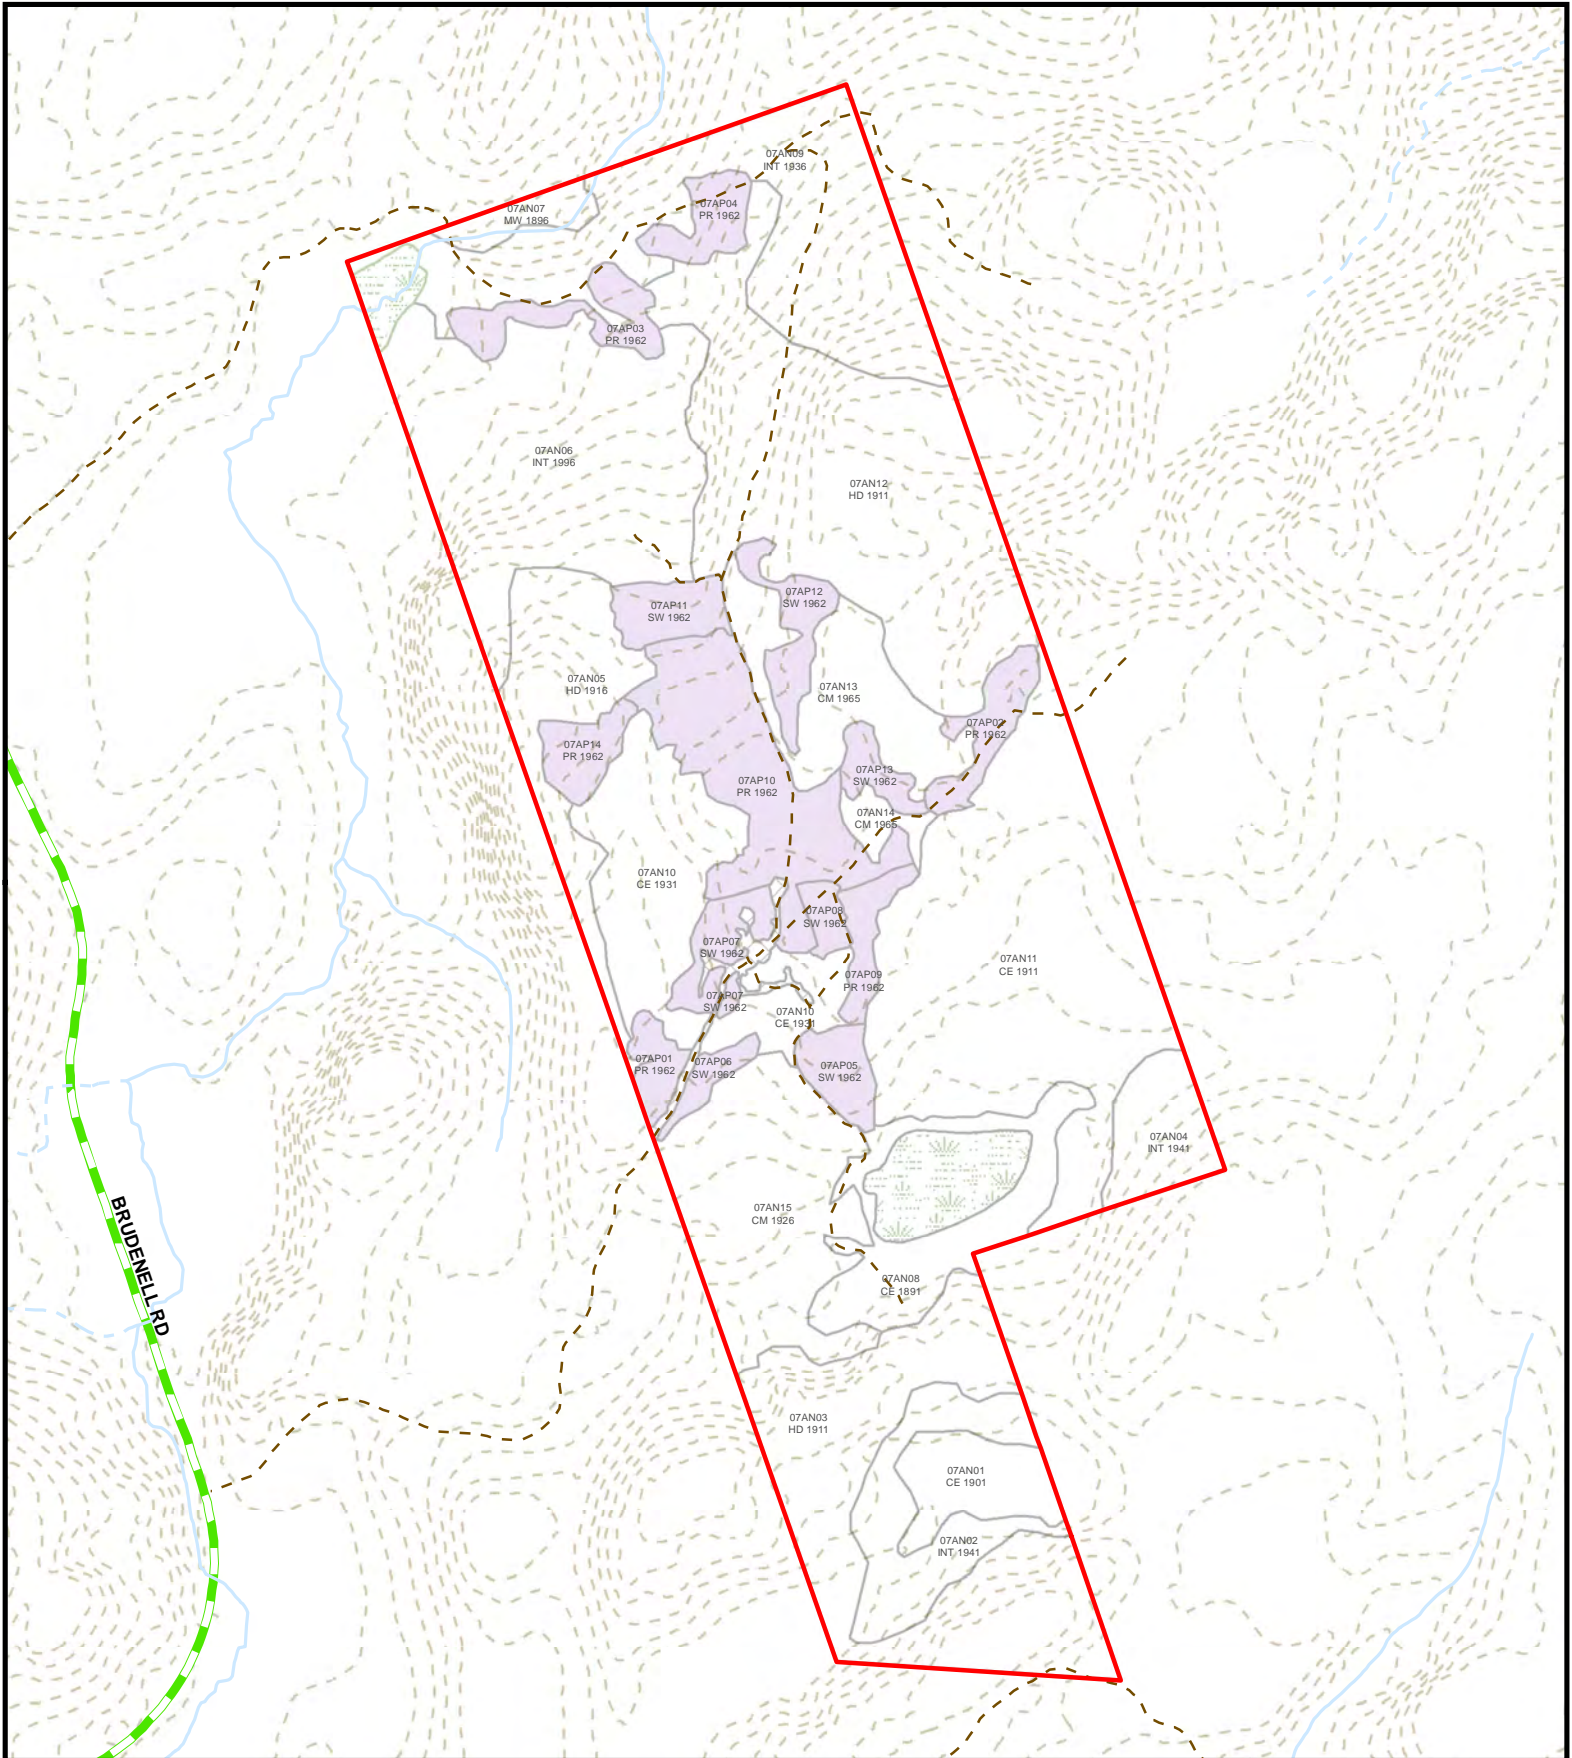 07AN09
INT 1936
07AN07
MW 1896
07AP04
PR 1962
07AP03
PR 1962
07AN06
INT 1996
07AN12
HD 1911
07AP11
SW 1962
07AP12
SW 1962
07AN05
HD 1916
07AN13
CM 1965
07AP02
PR 1962
07AP14
PR 1962
07AP10
PR 1962
07AP13
SW 1962
07AN14
CM 1965
07AN10
CE 1931
07AP08
SW 1962
07AP07
SW 1962
07AN11
CE 1911
07AP09
PR 1962
07AP07
SW 1962
07AN10
CE 1931
07AP01
PR 1962
07AP06
SW 1962
07AP05
SW 1962
07AN04
INT 1941
07AN15
CM 1926
BRUDENELL RD
07AN08
CE 1891
07AN03
HD 1911
07AN01
CE 1901
07AN02
INT 1941